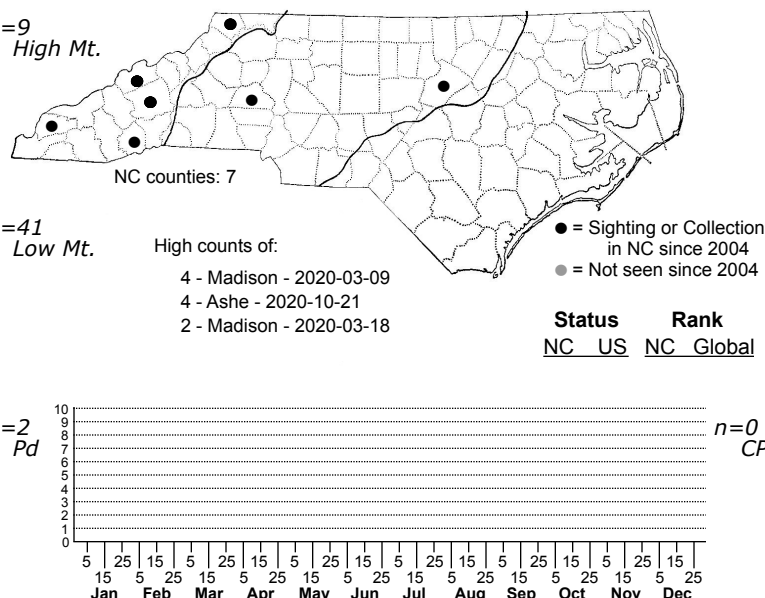 =9
High Mt.
NC counties: 7
=41
Low Mt.
High counts of:
4 - Madison - 2020-03-09
4 - Ashe - 2020-10-21
2 - Madison - 2020-03-18
= Sighting or Collection
in NC since 2004
= Not seen since 2004
Status Rank
NC US NC Global
=2
Pd
10
9
8
7
6
5
4
3
2
1
0
n=0
CP
5 25 15 5 25 15 5 25 15 5 25 15 5 25 15 5 25 15
15 5 25 15 5 25 15 5 25 15 5 25 15 5 25 15 5 25
Jan Feb Mar Apr May Jun Jul Aug Sep Oct Nov Dec